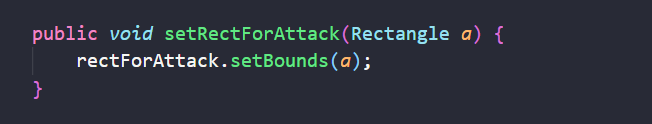 public void setRectForAttack(Rectangle a) {
    rectForAttack.setBounds(a);
}